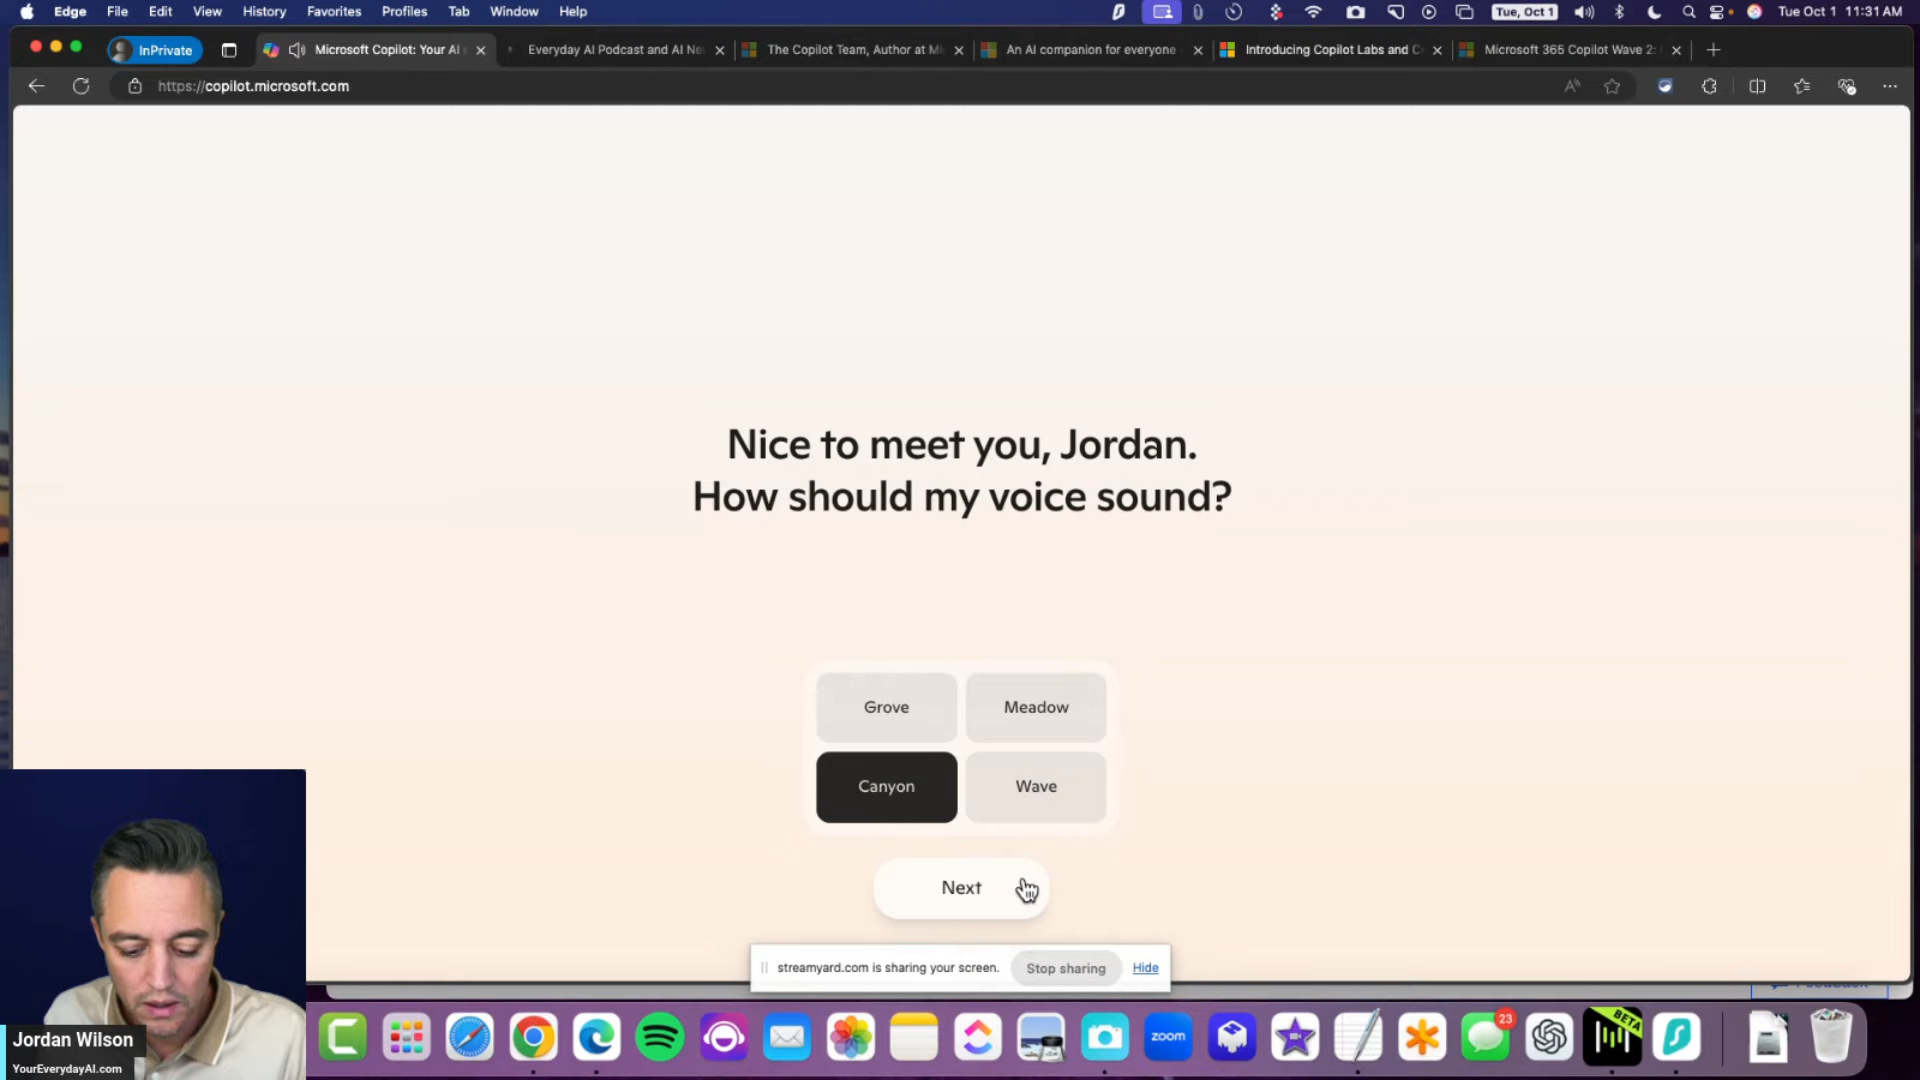 Edge File Edit View History Favorites Profiles Tab Window Help Tue, Oct 1 Tue Oct 1 11:31 AM
InPrivate Microsoft Copilot: Your AI Everyday AI Podcast and AI Ne The Copilot Team, Author at Mi An AI companion for everyone Introducing Copilot Labs and C Microsoft 365 Copilot Wave 2:
https://copilot.microsoft.com
Nice to meet you, Jordan.
How should my voice sound?
Grove Meadow
Canyon Wave
Next
streamyard.com is sharing your screen. Stop sharing Hide
23
BETA
zoom
Jordan Wilson
YourEverydayAI.com